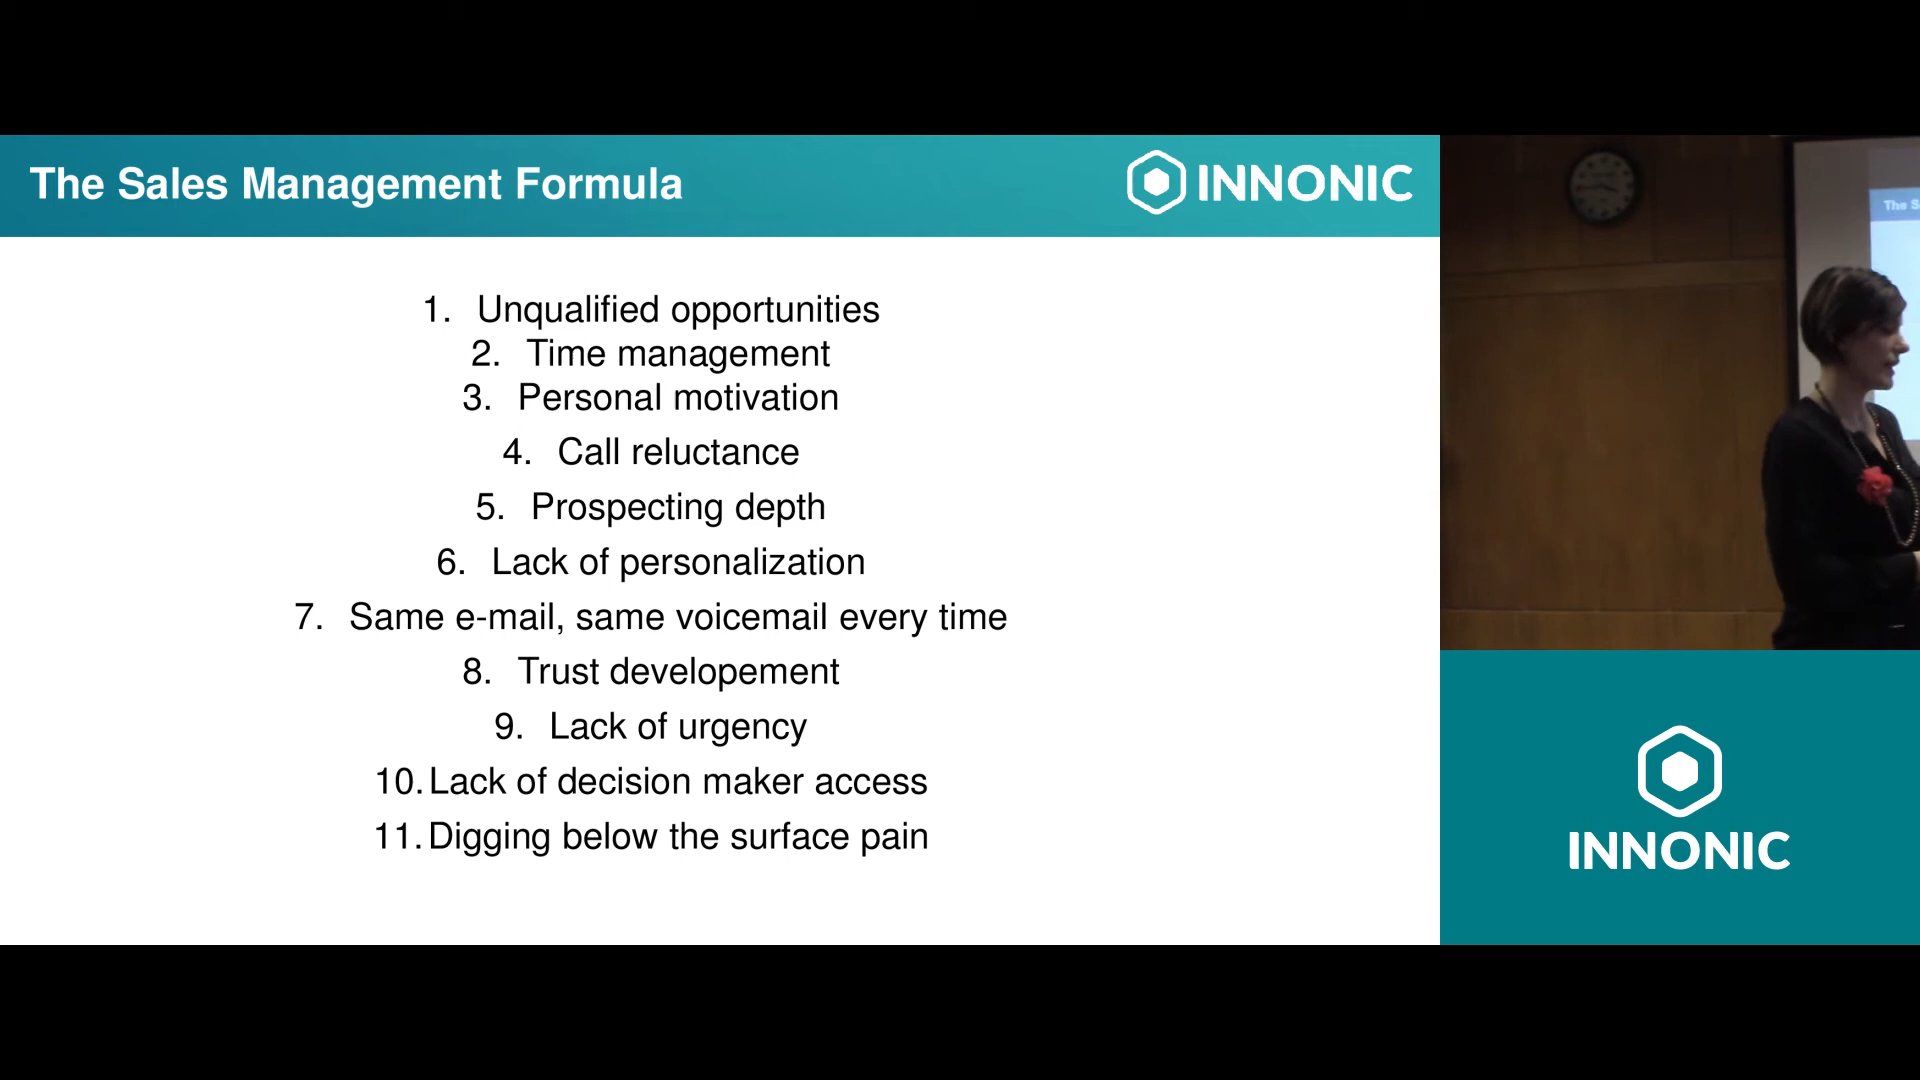 The Sales Management Formula
INNONIC
1. Unqualified opportunities
2. Time management
3. Personal motivation
4. Call reluctance
5. Prospecting depth
6. Lack of personalization
7. Same e-mail, same voicemail every time
8. Trust developement
9. Lack of urgency
10. Lack of decision maker access
11. Digging below the surface pain
The S
INNONIC